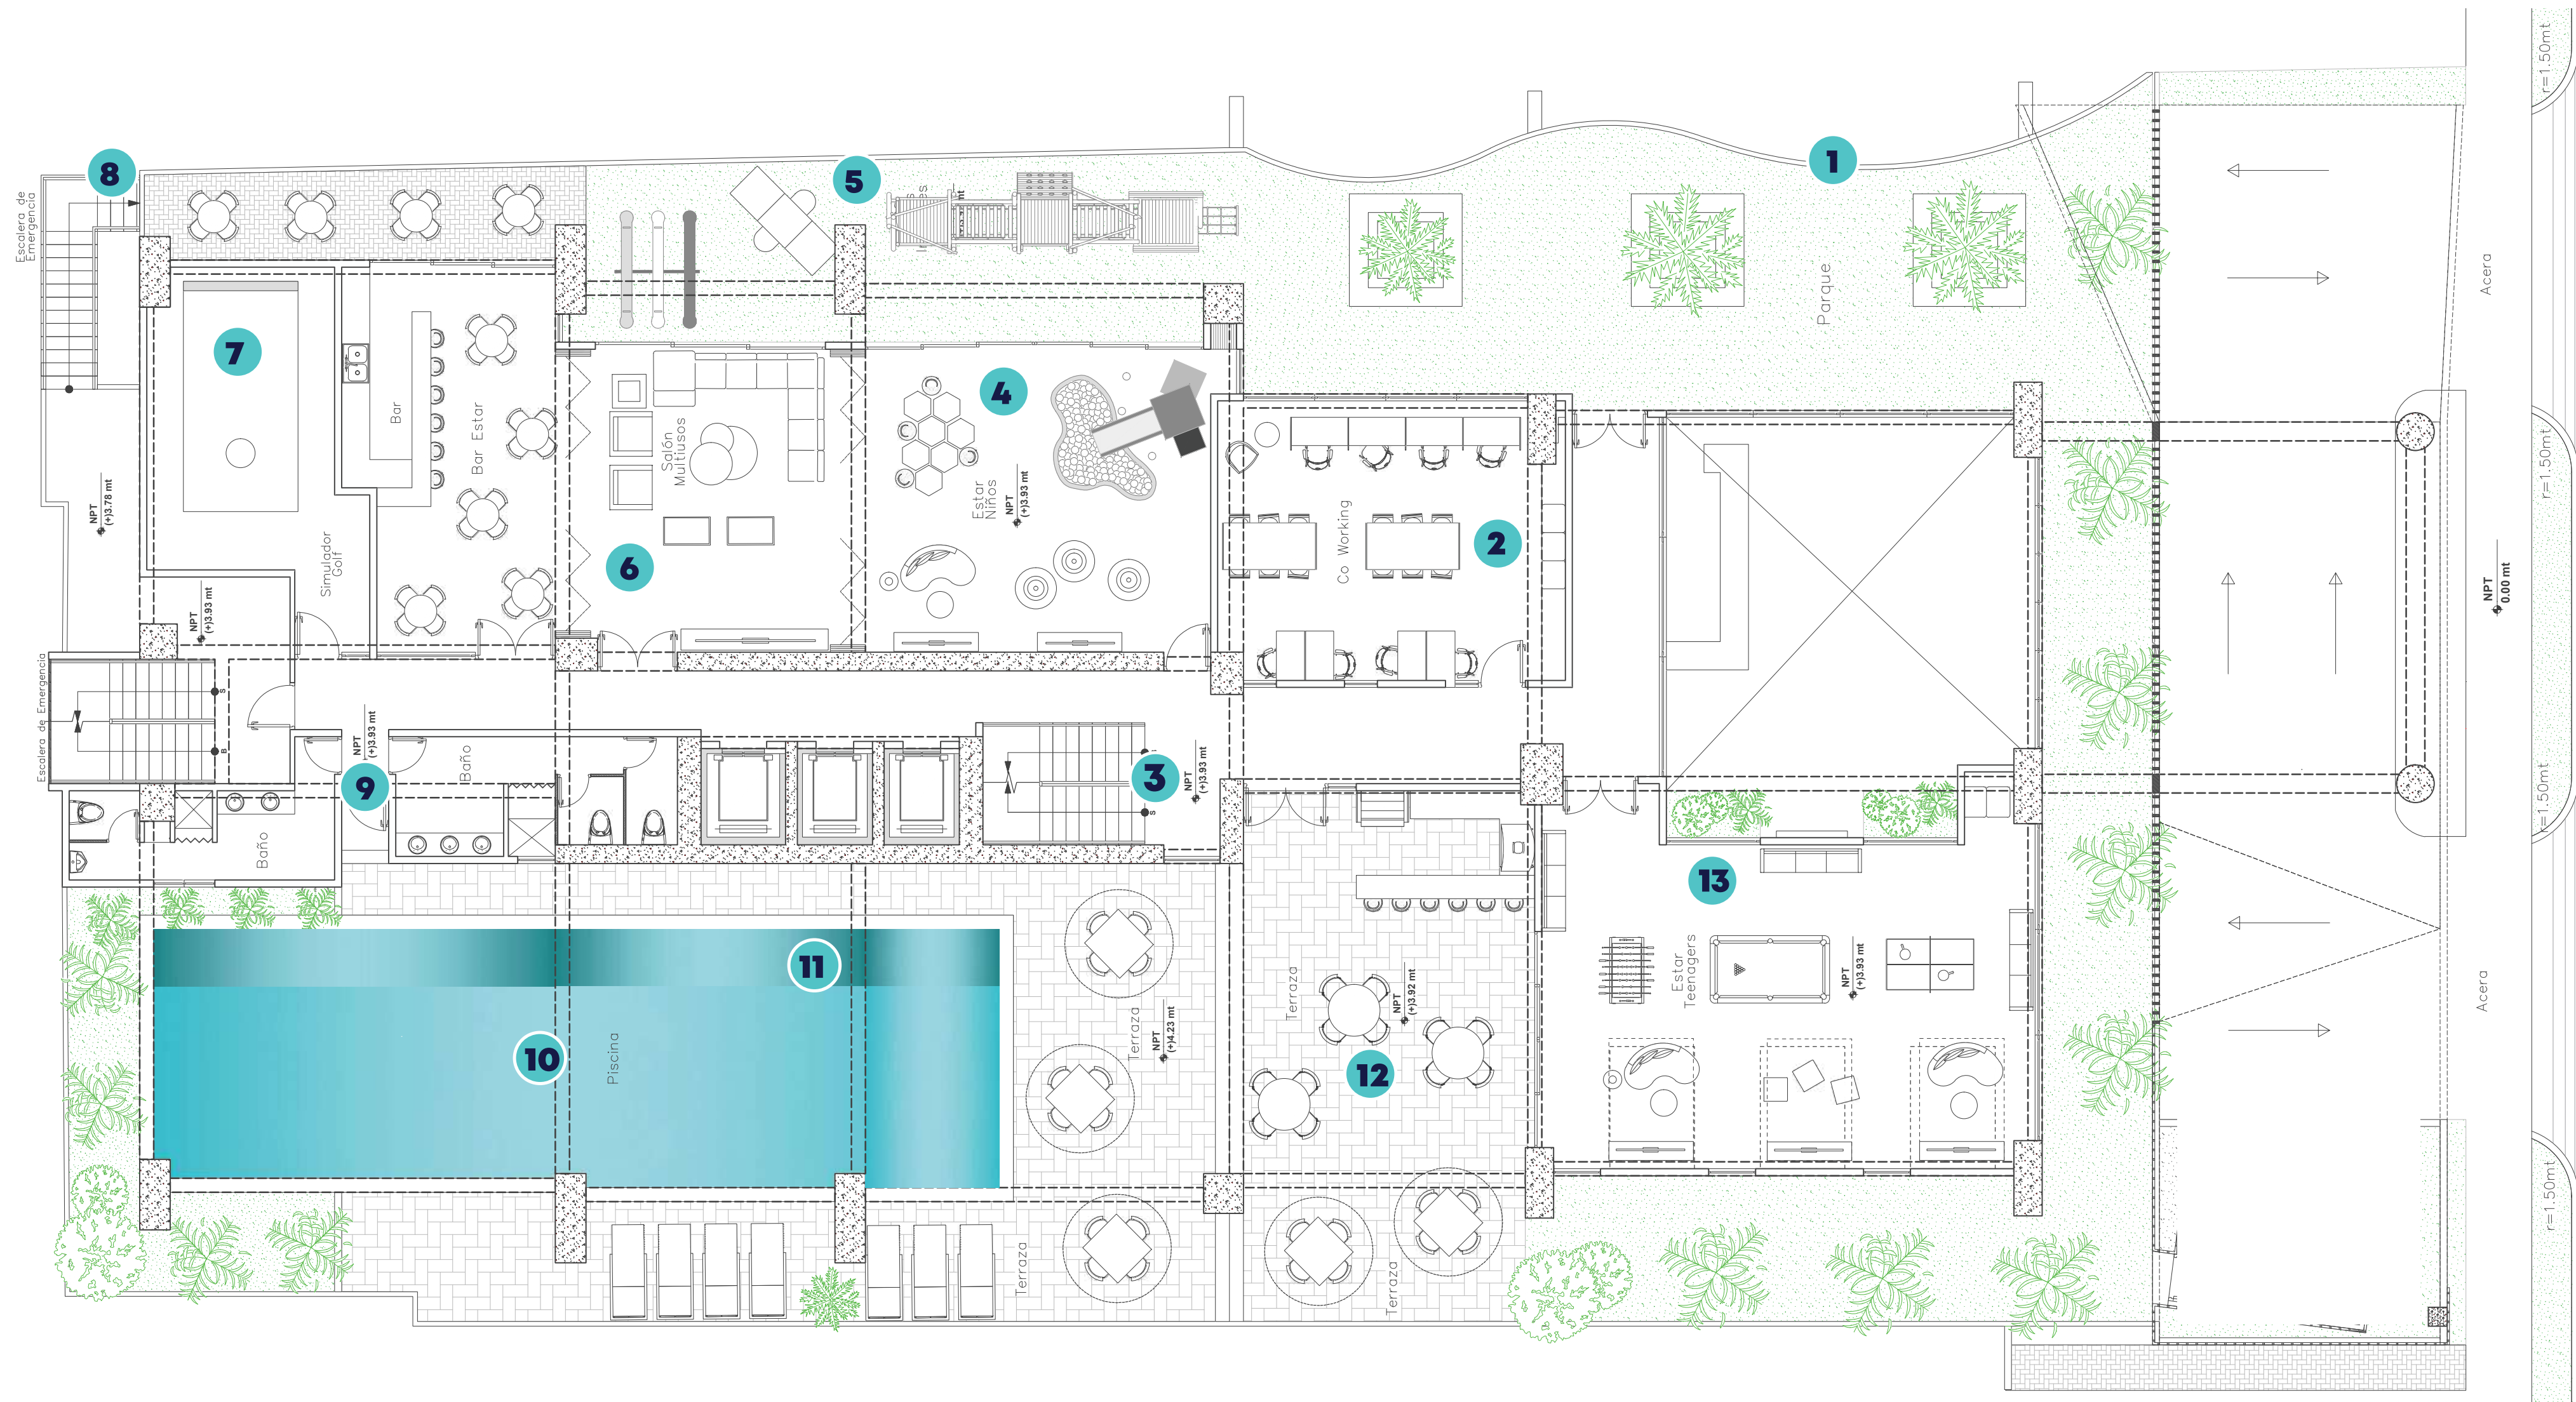 r=1.50mt
1
5
8
Escalera de
Emergencia
Acera
Parque
7
4
Bar
Bar Estar
Salón
Multiusos
Estar
Niños
NPT
(+)3.93 mt
NPT
(+)3.78 mt
r=1.50mt
Co Working
2
Simulador
Golf
6
NPT
(+)3.93 mt
NPT
0.00 mt
Escalera de Emergencia
S
B
NPT
(+)3.93 mt
9
Baño
3
S
NPT
(+)3.93 mt
r=1.50mt
Baño
13
11
Terraza
Estar
Teenagers
NPT
(+)3.93 mt
NPT
(+)3.92 mt
Acera
10
Piscina
Terraza
NPT
(+)4.23 mt
12
Terraza
Terraza
r=1.50mt